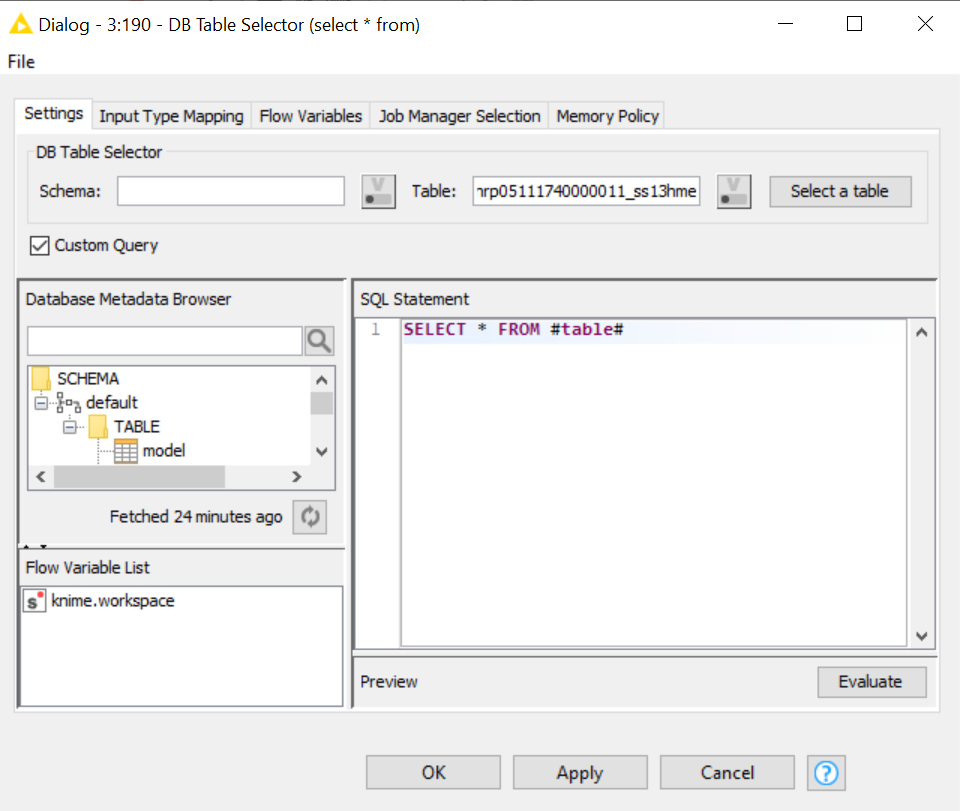 Dialog - 3:190 - DB Table Selector (select * from)
File
Settings Input Type Mapping Flow Variables Job Manager Selection Memory Policy
DB Table Selector
Schema: V Table: nrp05111740000011_ss13hme V Select a table
Custom Query
Database Metadata Browser
SCHEMA
default
TABLE
model
Fetched 24 minutes ago
Flow Variable List
s knime.workspace
SQL Statement
1 SELECT * FROM #table#
Preview Evaluate
OK Apply Cancel ?